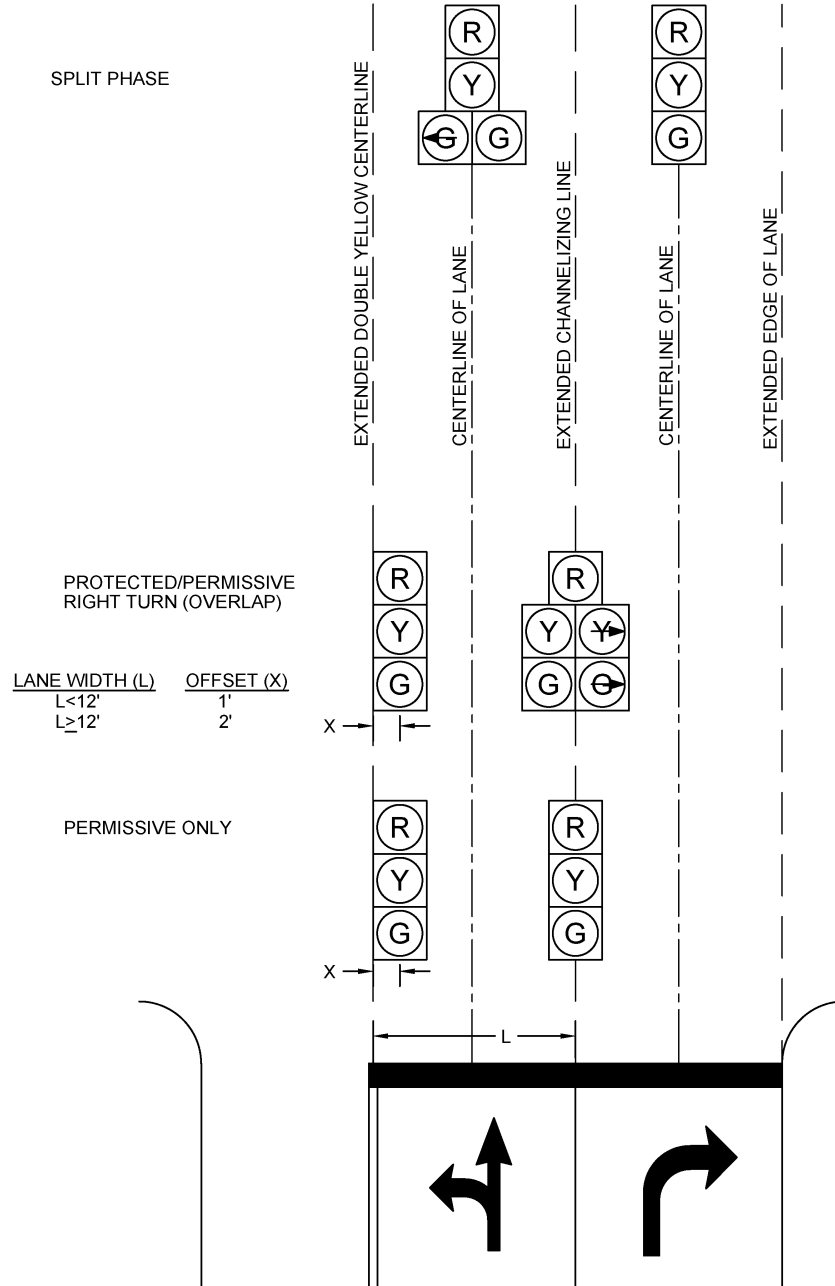 SPLIT PHASE
R
Y
G G
R
Y
G
EXTENDED DOUBLE YELLOW CENTERLINE
CENTERLINE OF LANE
EXTENDED CHANNELIZING LINE
CENTERLINE OF LANE
EXTENDED EDGE OF LANE
PROTECTED/PERMISSIVE
RIGHT TURN (OVERLAP)
R
Y
G
R
Y Y
G G
LANE WIDTH (L) OFFSET (X)
L<12' 1'
L≥12' 2'
X
PERMISSIVE ONLY
R
Y
G
R
Y
G
X
L